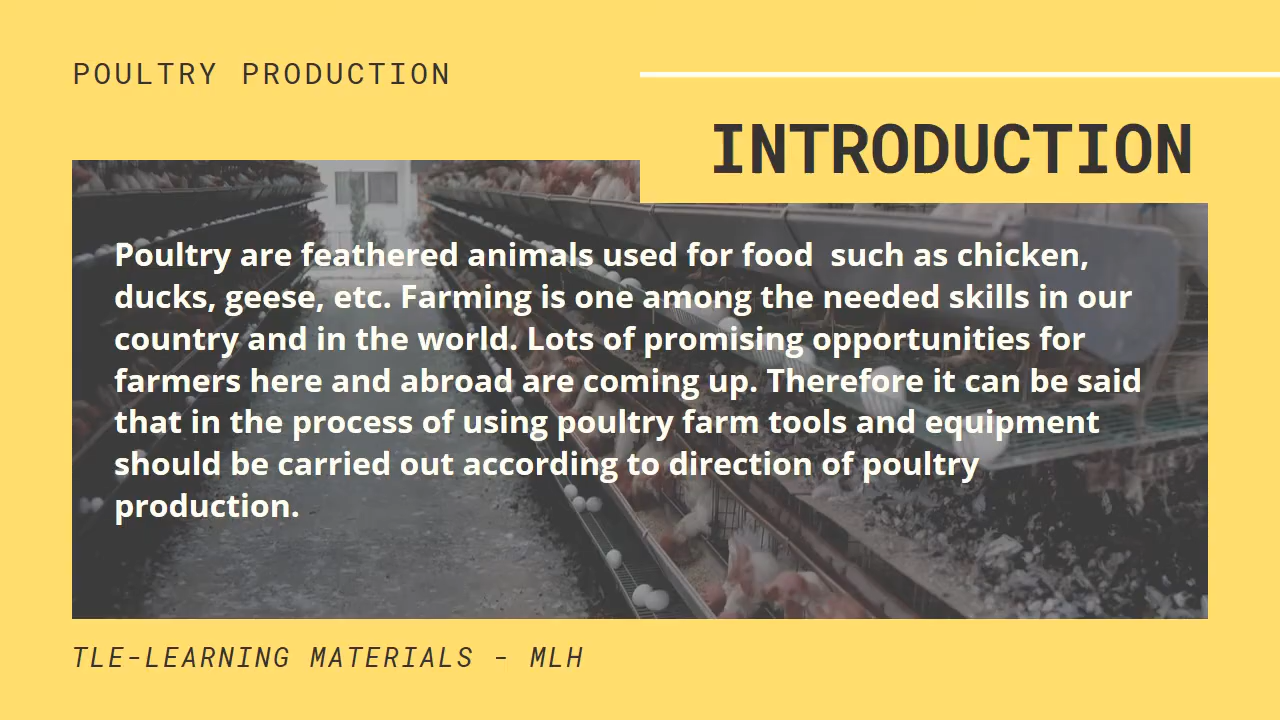 POULTRY PRODUCTION
INTRODUCTION
Poultry are feathered animals used for food  such as chicken,
ducks, geese, etc. Farming is one among the needed skills in our
country and in the world. Lots of promising opportunities for
farmers here and abroad are coming up. Therefore it can be said
that in the process of using poultry farm tools and equipment
should be carried out according to direction of poultry
production.
TLE-LEARNING MATERIALS - MLH